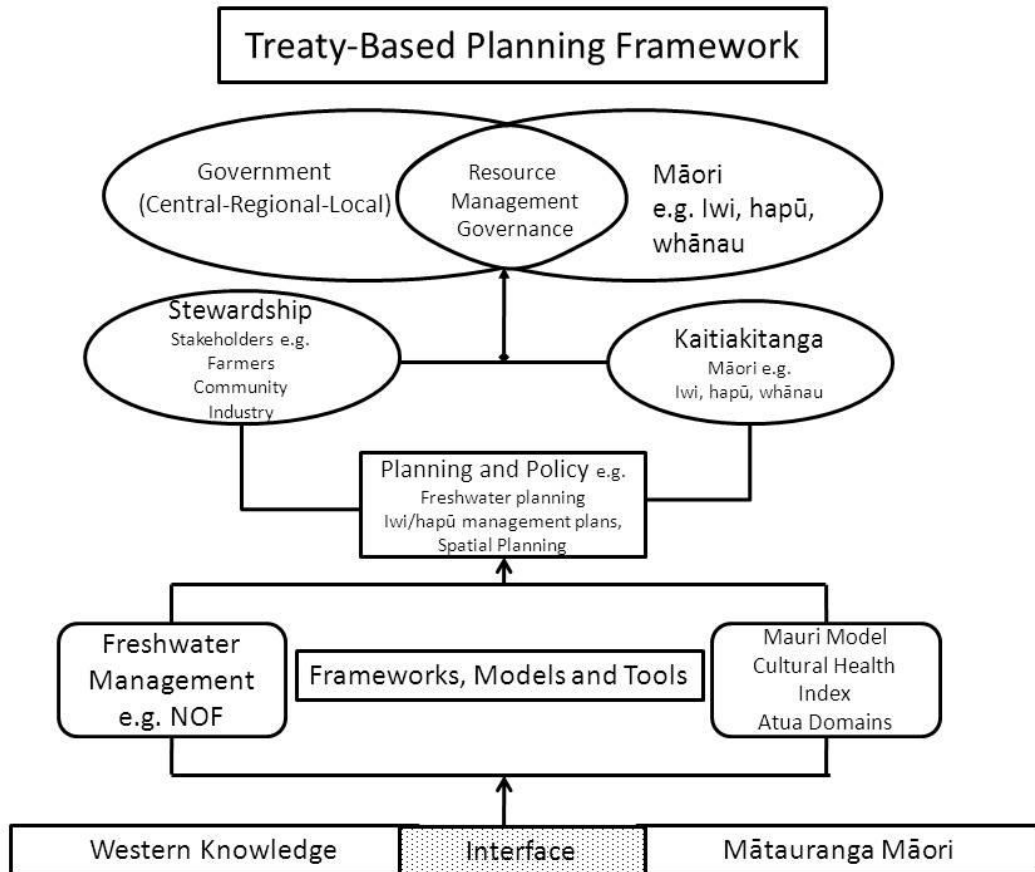 Treaty-Based Planning Framework
Government
(Central-Regional-Local)
Resource
Management
Governance
Māori
e.g. Iwi, hapū,
whānau
Stewardship
Stakeholders e.g.
Farmers
Community
Industry
Kaitiakitanga
Māori e.g.
Iwi, hapū, whānau
Planning and Policy e.g.
Freshwater planning
Iwi/hapū management plans,
Spatial Planning
Freshwater
Management
e.g. NOF
Frameworks, Models and Tools
Mauri Model
Cultural Health
Index
Atua Domains
Western Knowledge
Interface
Mātauranga Māori